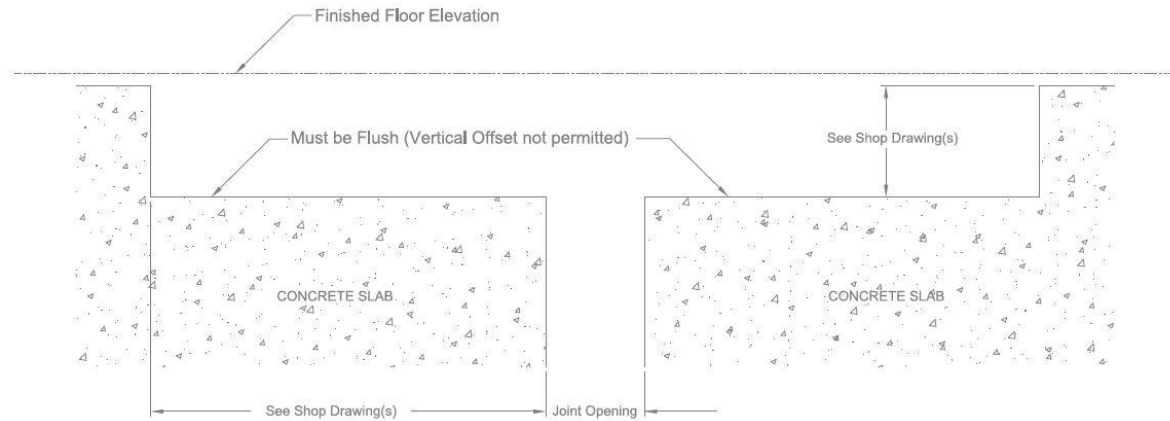 Finished Floor Elevation
Must be Flush (Vertical Offset not permitted)
See Shop Drawing(s)
CONCRETE SLAB
CONCRETE SLAB
See Shop Drawing(s)
Joint Opening